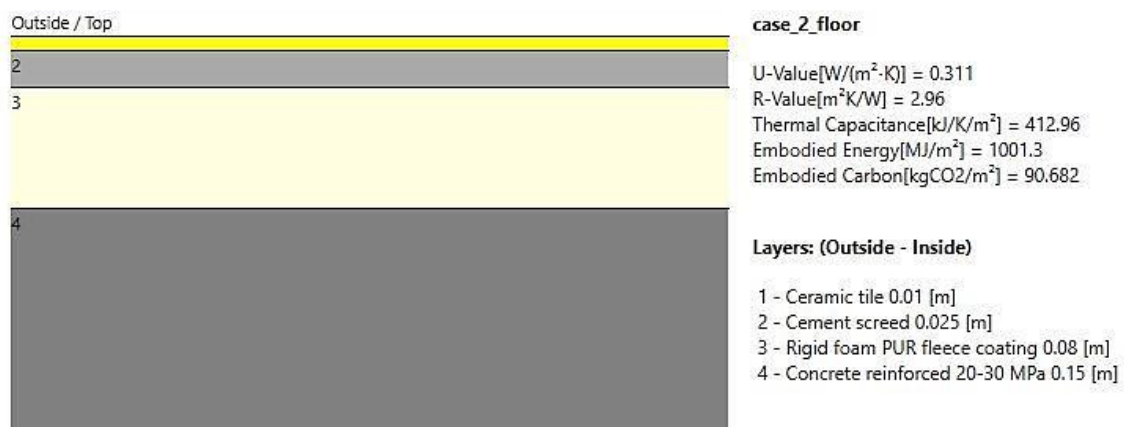 Outside / Top
2
3
4
case_2_floor
U-Value[W/(m²·K)] = 0.311
R-Value[m²K/W] = 2.96
Thermal Capacitance[kJ/K/m²] = 412.96
Embodied Energy[MJ/m²] = 1001.3
Embodied Carbon[kgCO2/m²] = 90.682
Layers: (Outside - Inside)
1 - Ceramic tile 0.01 [m]
2 - Cement screed 0.025 [m]
3 - Rigid foam PUR fleece coating 0.08 [m]
4 - Concrete reinforced 20-30 MPa 0.15 [m]